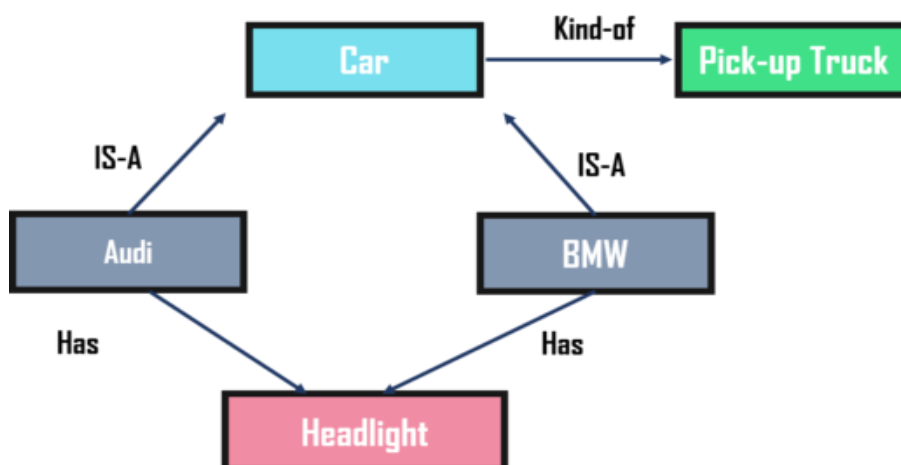 Kind-of
Car
Pick-up Truck
IS-A
IS-A
Audi
BMW
Has
Has
Headlight